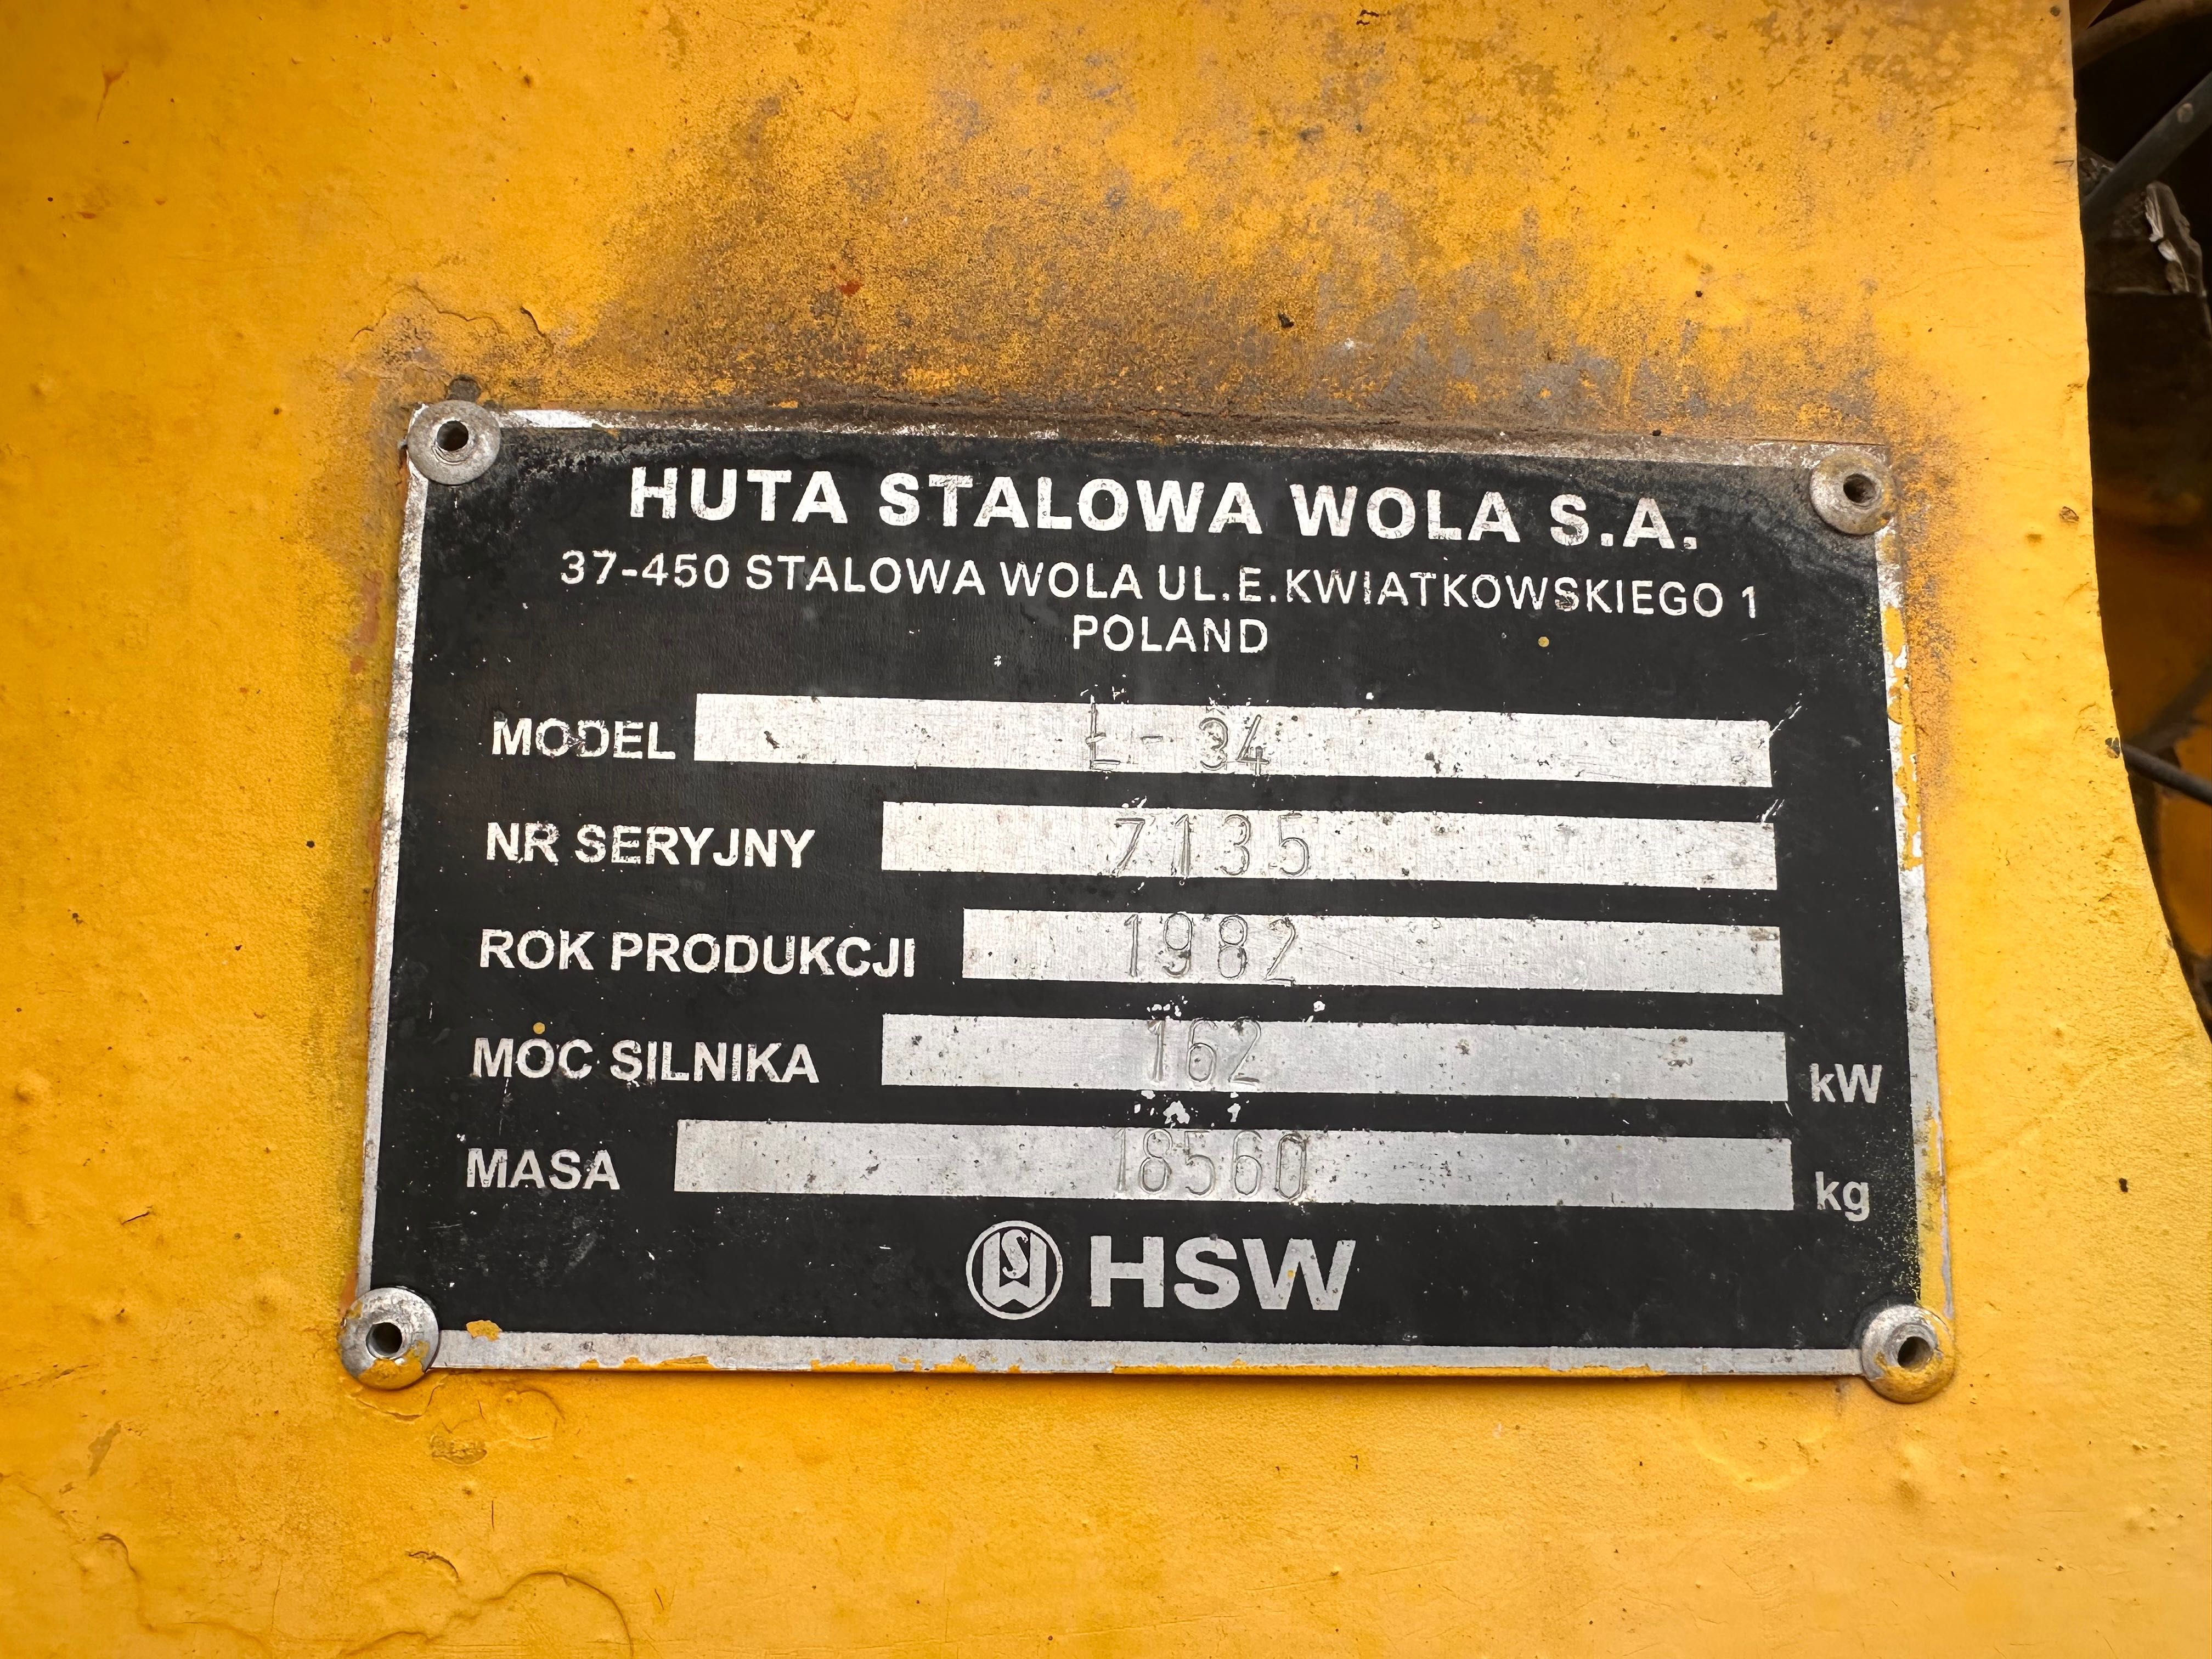 HUTA STALOWA WOLA S.A.
37-450 STALOWA WOLA UL.E.KWIATKOWSKIEGO 1
POLAND
MODEL Ł-34
NR SERYJNY 7135
ROK PRODUKCJI 1982
MOC SILNIKA 162 kW
MASA 18560 kg
HSW